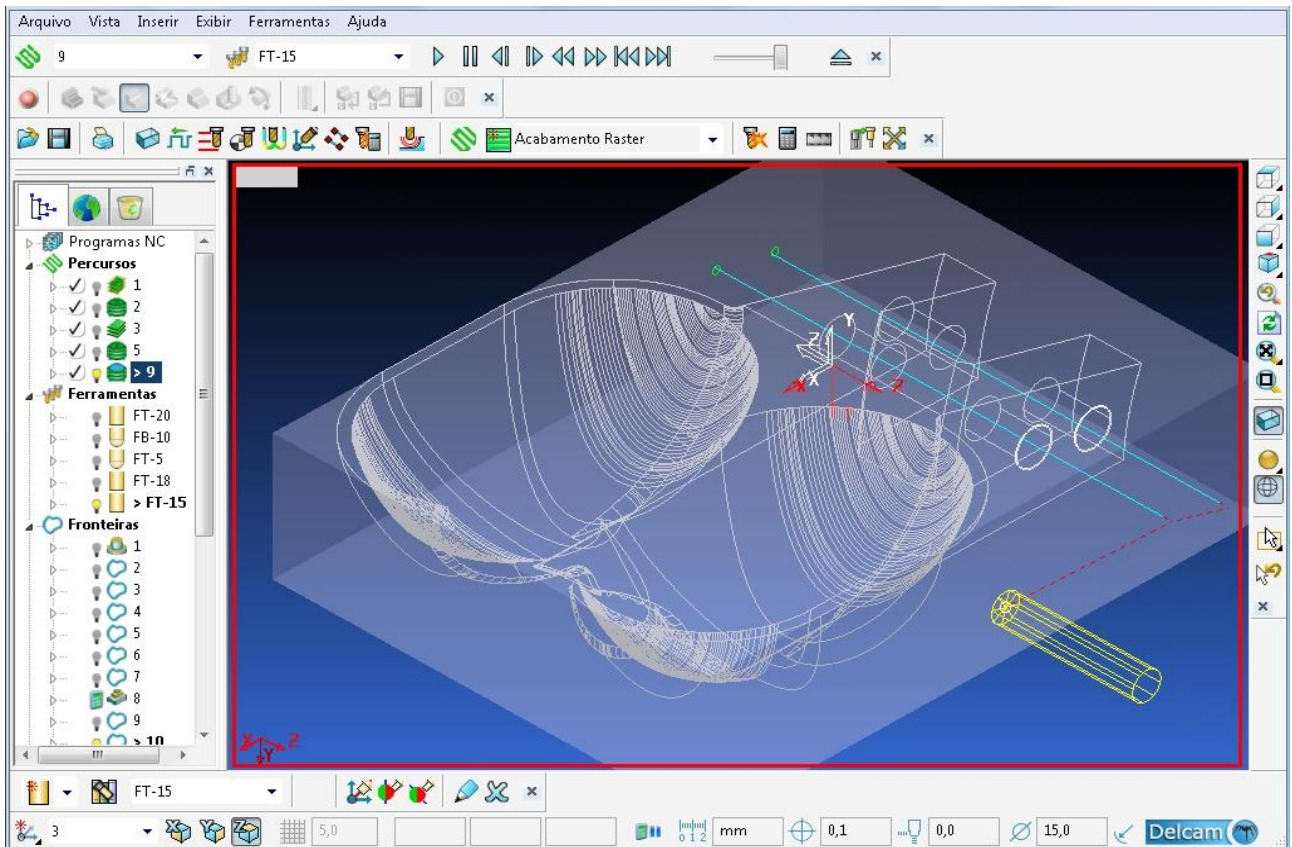 Arquivo Vista Inserir Exibir Ferramentas Ajuda
9 FT-15
Acabamento Raster
Programas NC
Percursos
1
2
3
5
> 9
Ferramentas
FT-20
FB-10
FT-5
FT-18
> FT-15
Fronteiras
1
2
3
4
5
6
7
8
9
> 10
Y
Z
X
X Z
X Z
Y
FT-15
3 5,0 mm 0,1 0,0 15,0 Delcam